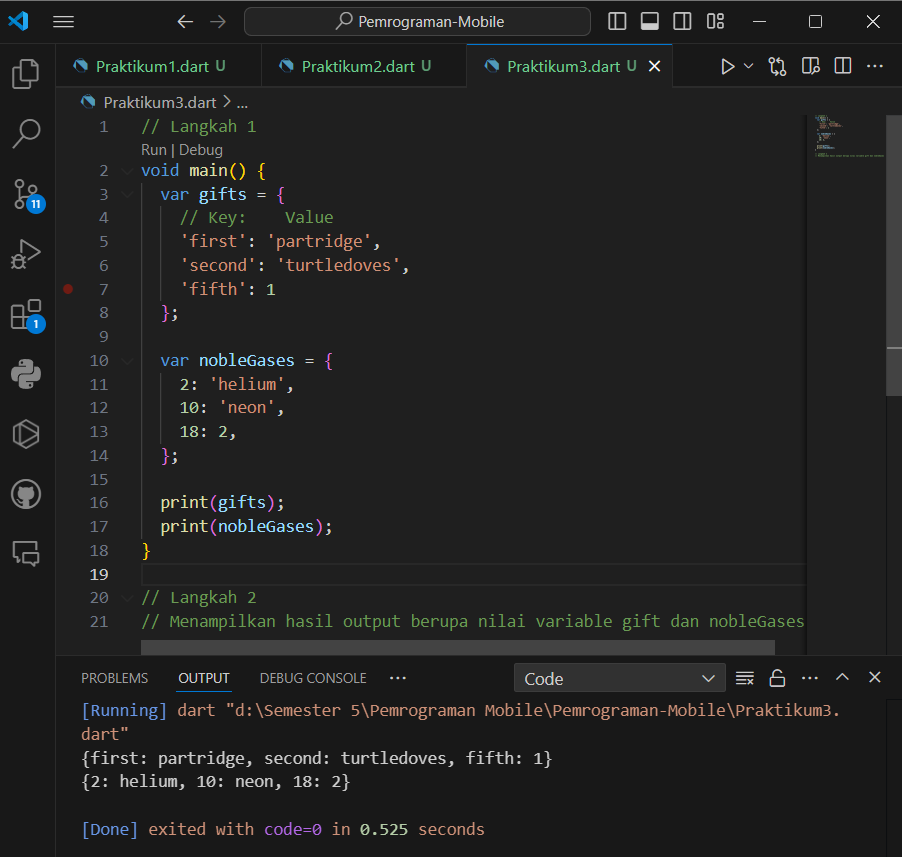 Pemrograman-Mobile
Praktikum1.dart U
Praktikum2.dart U
Praktikum3.dart U
Praktikum3.dart > ...
1 // Langkah 1
Run | Debug
2 void main() {
3 var gifts = {
4 // Key:    Value
5 'first': 'partridge',
6 'second': 'turtledoves',
7 'fifth': 1
8 };
9
10 var nobleGases = {
11 2: 'helium',
12 10: 'neon',
13 18: 2,
14 };
15
16 print(gifts);
17 print(nobleGases);
18 }
19
20 // Langkah 2
21 // Menampilkan hasil output berupa nilai variable gift dan nobleGases
11
1
PROBLEMS OUTPUT DEBUG CONSOLE ...
Code
[Running] dart "d:\Semester 5\Pemrograman Mobile\Pemrograman-Mobile\Praktikum3.
dart"
{first: partridge, second: turtledoves, fifth: 1}
{2: helium, 10: neon, 18: 2}
[Done] exited with code=0 in 0.525 seconds